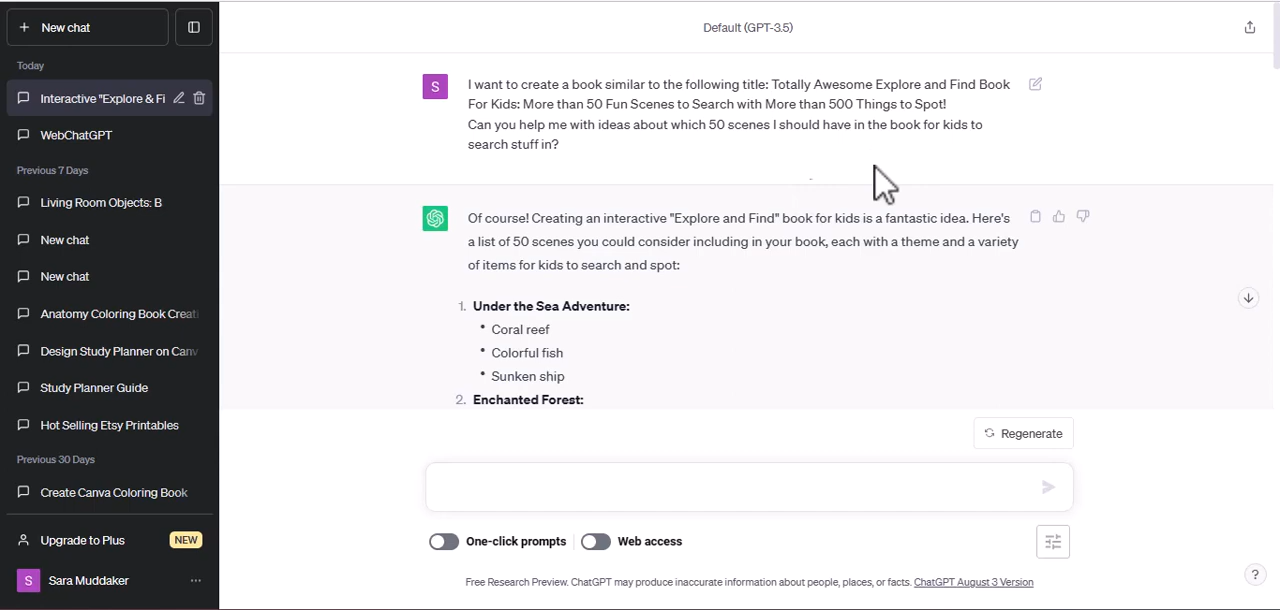 New chat
Today
Interactive "Explore & Fi
WebChatGPT
Previous 7 Days
Living Room Objects: B
New chat
New chat
Anatomy Coloring Book Creati
Design Study Planner on Canv
Study Planner Guide
Hot Selling Etsy Printables
Previous 30 Days
Create Canva Coloring Book
Upgrade to Plus NEW
S Sara Muddaker
Default (GPT-3.5)
S
I want to create a book similar to the following title: Totally Awesome Explore and Find Book
For Kids: More than 50 Fun Scenes to Search with More than 500 Things to Spot!
Can you help me with ideas about which 50 scenes I should have in the book for kids to
search stuff in?
Of course! Creating an interactive "Explore and Find" book for kids is a fantastic idea. Here's
a list of 50 scenes you could consider including in your book, each with a theme and a variety
of items for kids to search and spot:
1. Under the Sea Adventure:
• Coral reef
• Colorful fish
• Sunken ship
2. Enchanted Forest:
Regenerate
One-click prompts Web access
Free Research Preview. ChatGPT may produce inaccurate information about people, places, or facts. ChatGPT August 3 Version
?